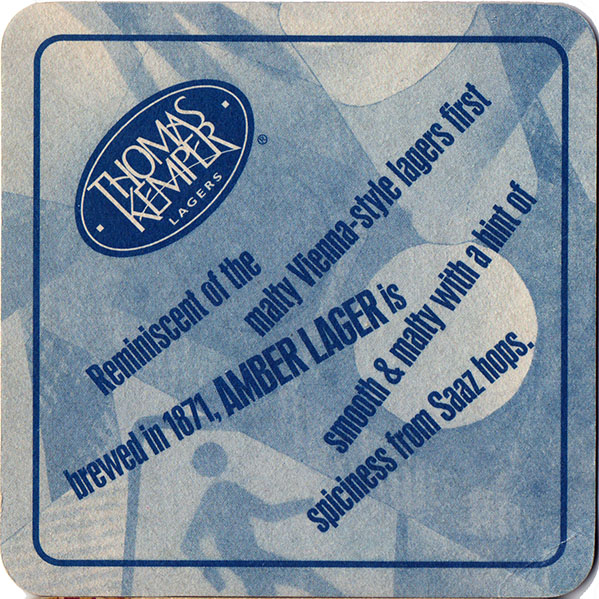 THOMAS
KEMPER
LAGERS
®
Reminiscent of the
malty Vienna-style lagers first
brewed in 1871, AMBER LAGER is
smooth & malty with a hint of
spiciness from Saaz hops.